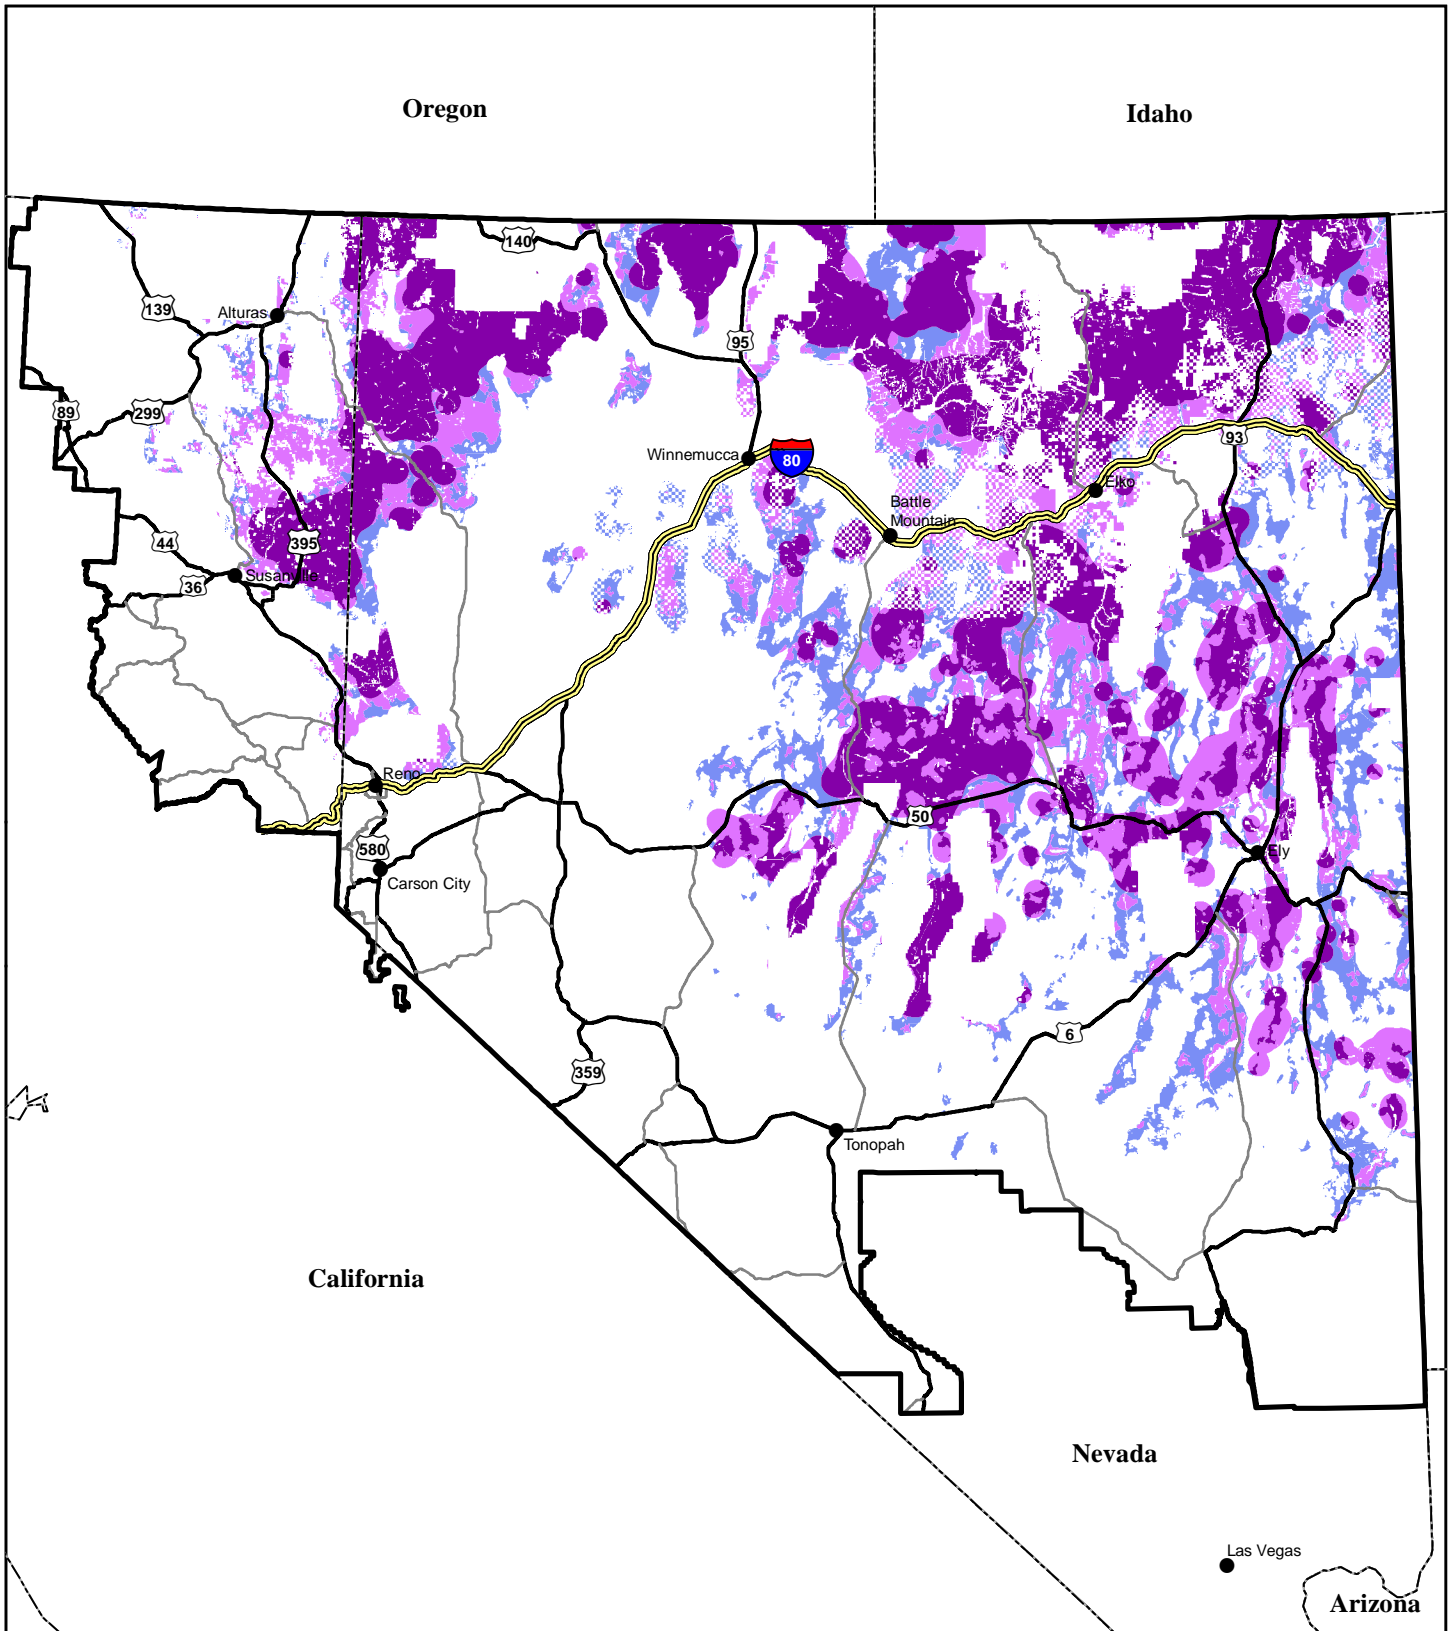 Oregon
Idaho
140
139
Alturas
95
89
299
93
Winnemucca
80
Elko
Battle
Mountain
44
395
36
Susanville
Reno
50
580
Ely
Carson City
6
359
Tonopah
California
Nevada
Las Vegas
Arizona